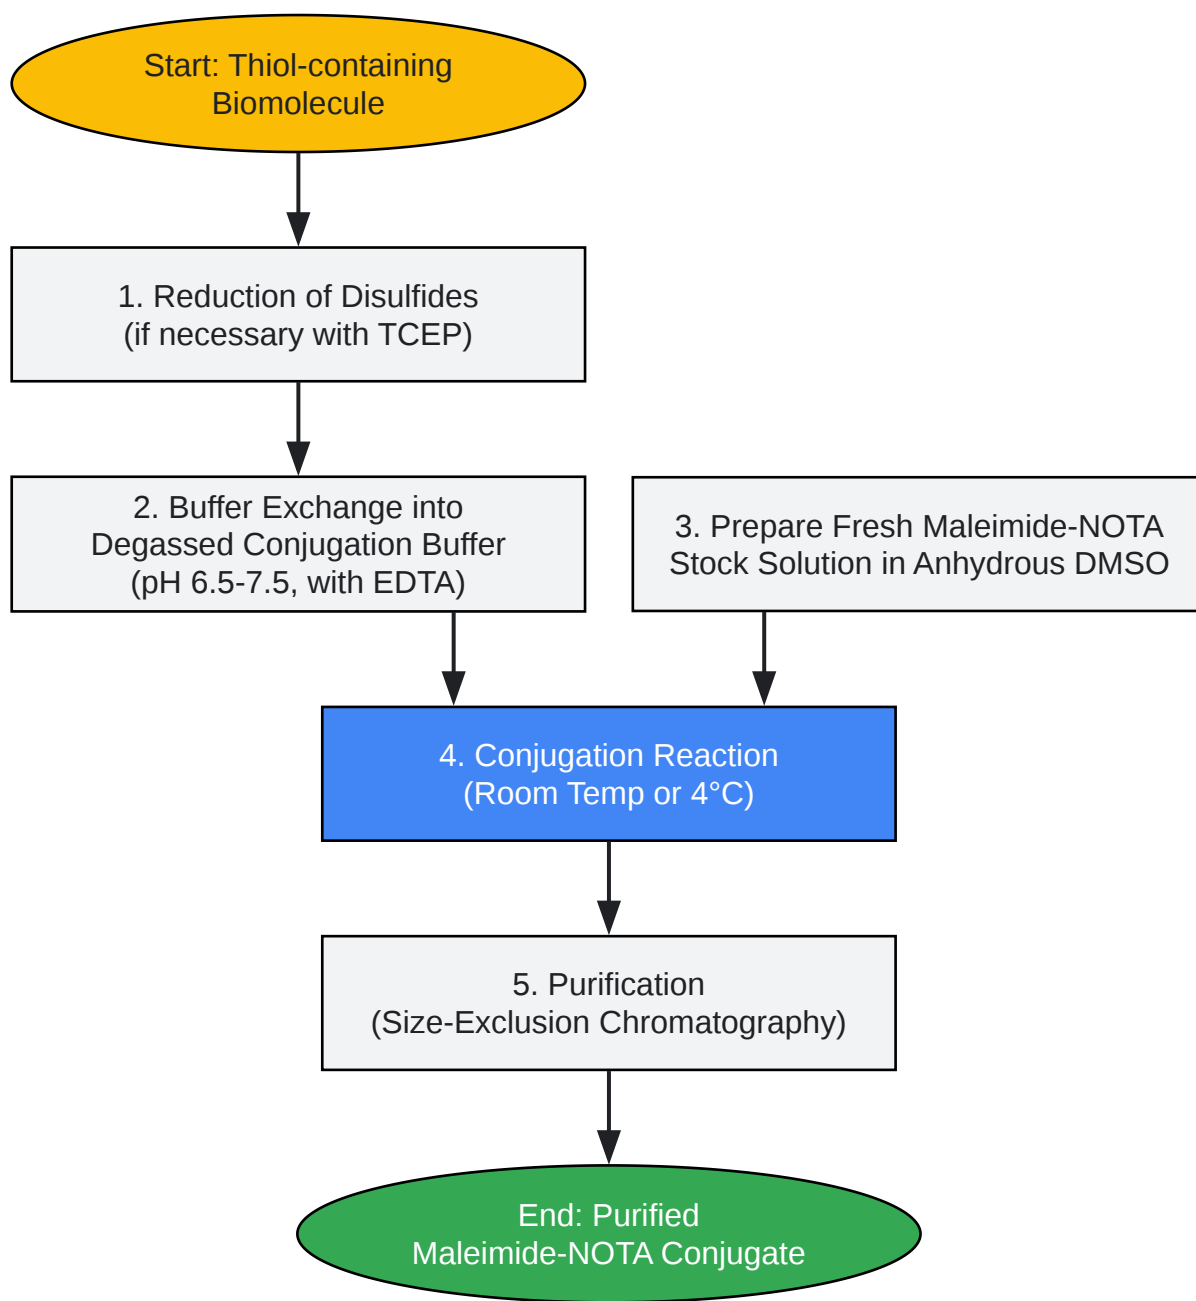 Start: Thiol-containing
Biomolecule
1. Reduction of Disulfides
(if necessary with TCEP)
2. Buffer Exchange into
Degassed Conjugation Buffer
(pH 6.5-7.5, with EDTA)
3. Prepare Fresh Maleimide-NOTA
Stock Solution in Anhydrous DMSO
4. Conjugation Reaction
(Room Temp or 4°C)
5. Purification
(Size-Exclusion Chromatography)
End: Purified
Maleimide-NOTA Conjugate